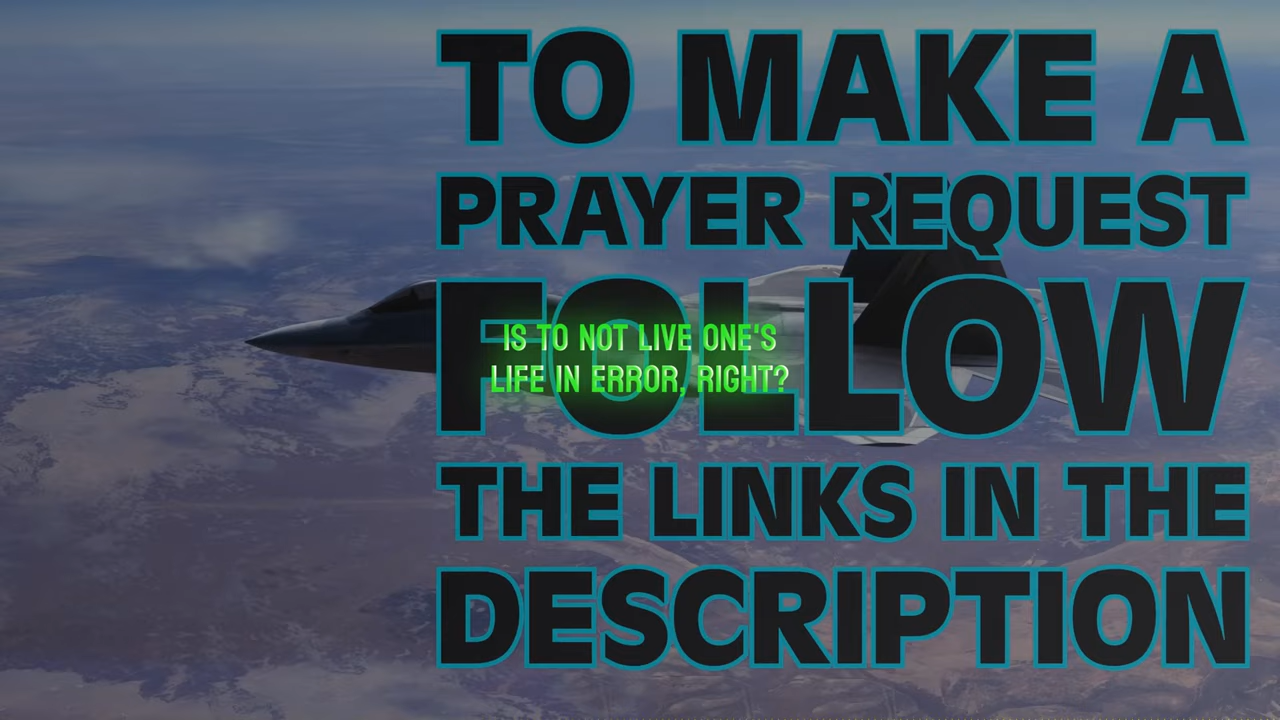 TO MAKE A
PRAYER REQUEST
FOLLOW
THE LINKS IN THE
DESCRIPTION
IS TO NOT LIVE ONE'S
LIFE IN ERROR, RIGHT?